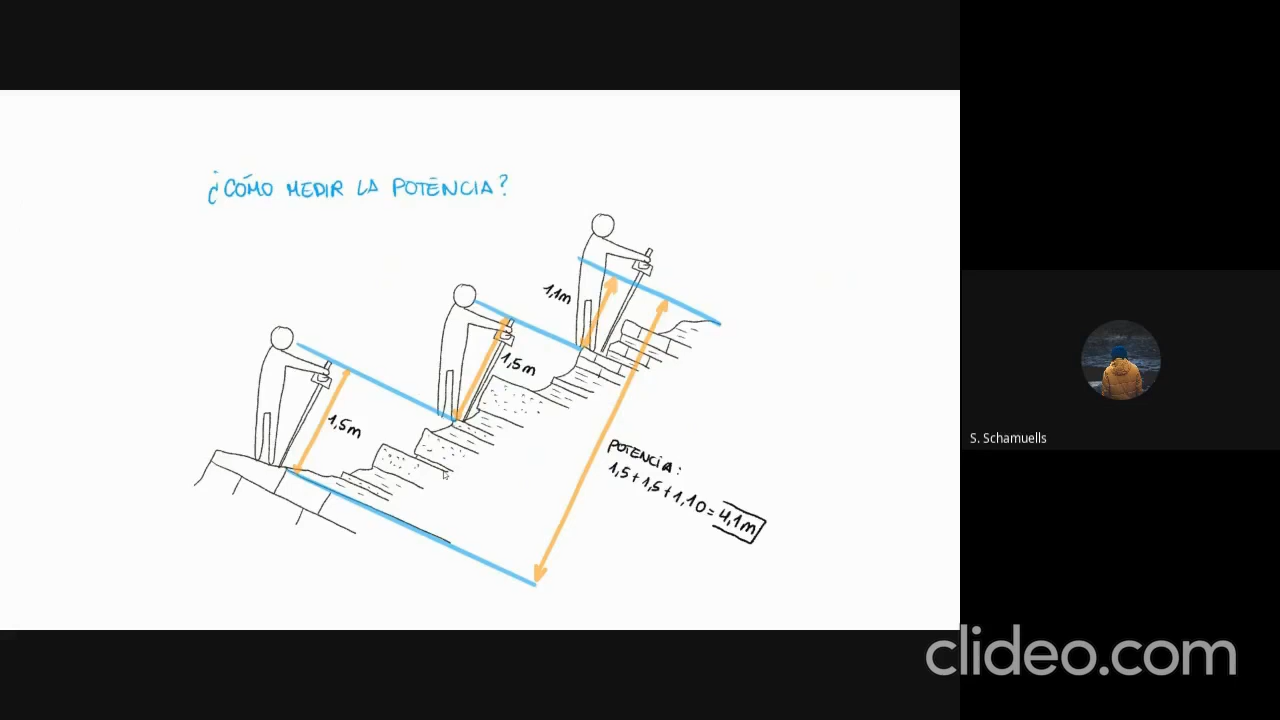 ¿CÓMO MEDIR LA POTENCIA?
1,1m
1,5m
1,5m
POTENCIA:
1,5+1,5+1,10=4,1m
S. Schamuells
clideo.com